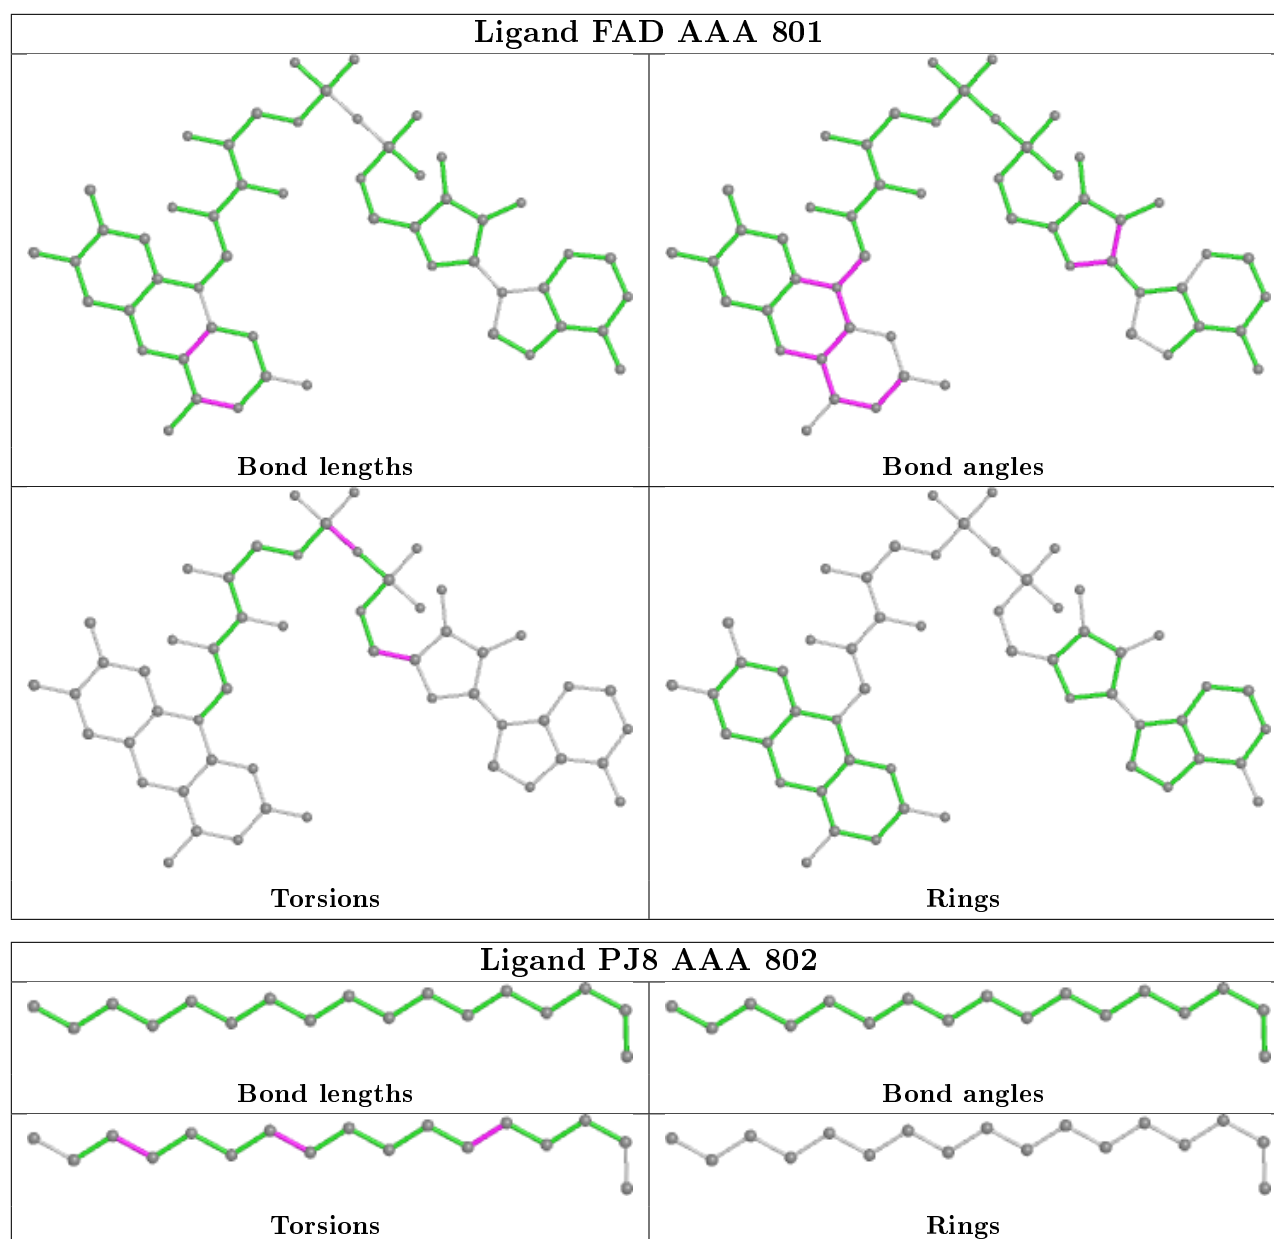 Ligand FAD AAA 801
Bond lengths
Bond angles
Torsions
Rings
Ligand PJ8 AAA 802
Bond lengths
Bond angles
Torsions
Rings